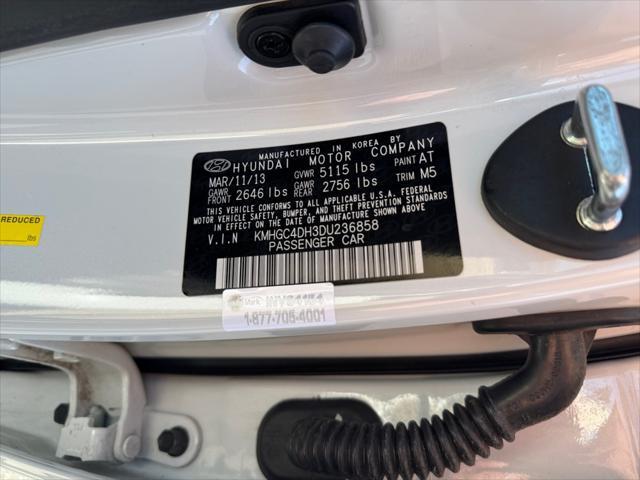 MANUFACTURED IN KOREA BY
HYUNDAI MOTOR COMPANY
MAR/11/13 GVWR 5115 lbs PAINT AT
GAWR FRONT 2646 lbs GAWR REAR 2756 lbs TRIM M5
THIS VEHICLE CONFORMS TO ALL APPLICABLE U.S.A. FEDERAL
MOTOR VEHICLE SAFETY, BUMPER, AND THEFT PREVENTION
STANDARDS IN EFFECT ON THE DATE OF MANUFACTURE SHOWN ABOVE.
V.I.N KMHGC4DH3DU236858
PASSENGER CAR
1-877-705-4001
REDUCED
lbs